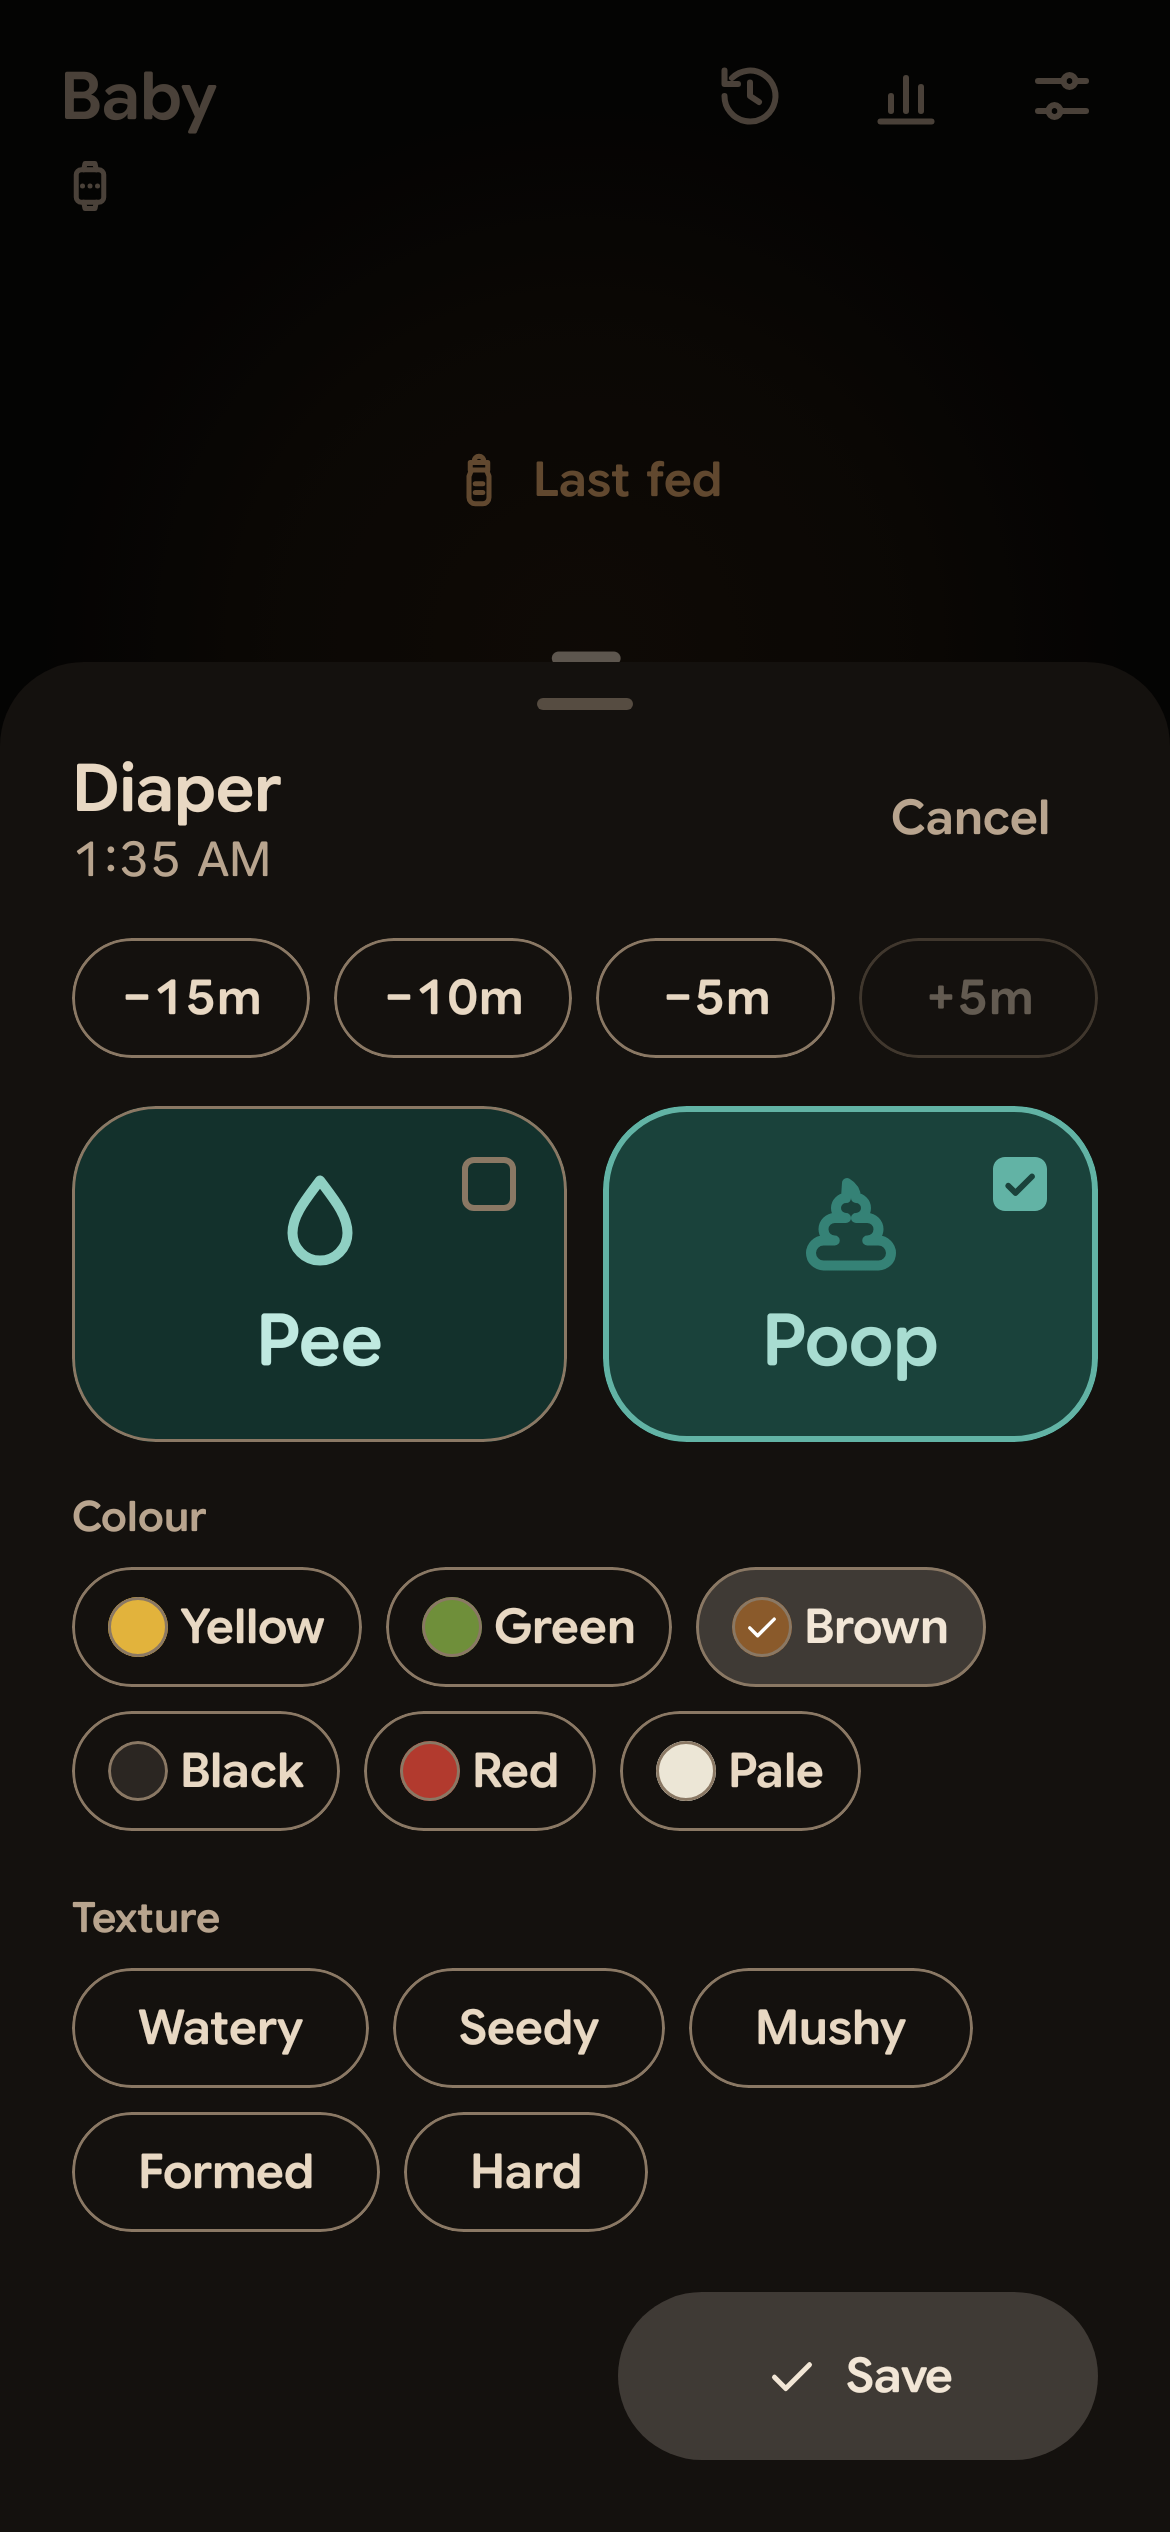 Baby
Last fed
Diaper
1:35 AM
Cancel
−15m
−10m
−5m
+5m
Pee
Poop
Colour
Yellow
Green
Brown
Black
Red
Pale
Texture
Watery
Seedy
Mushy
Formed
Hard
Save